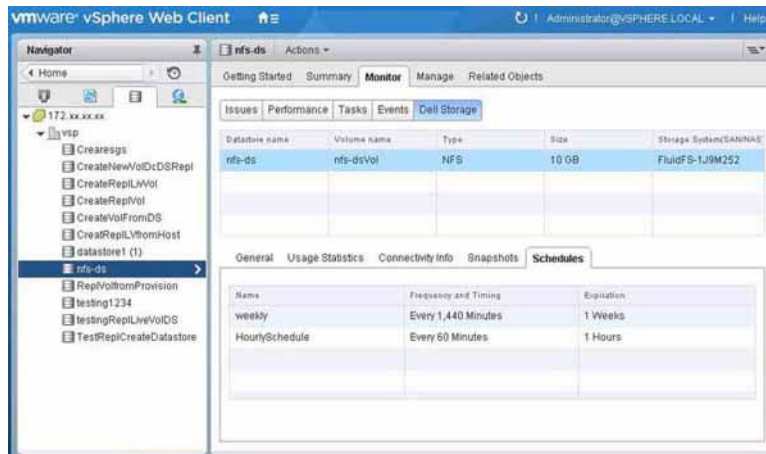 vmware® vSphere Web Client
Administrator@VSPHERE.LOCAL
Help
Navigator
Home
172.xx.xx.xx
vsp
Crearesgs
CreateNewVolDcDSRepl
CreateReplLivVol
CreateReplVol
CreateVolFromDS
CreatReplLVfromHost
datastore1 (1)
nfs-ds
ReplVolfromProvision
testing1234
testingReplLiveVolDS
TestReplCreateDatastore
nfs-ds Actions
Getting Started Summary Monitor Manage Related Objects
Issues Performance Tasks Events Dell Storage
Datastore name Volume name Type Size Storage System(SAN/NAS
nfs-ds nfs-dsVol NFS 10 GB FluidFS-1J9M252
General Usage Statistics Connectivity Info Snapshots Schedules
Name Frequency and Timing Expiration
weekly Every 1,440 Minutes 1 Weeks
HourlySchedule Every 60 Minutes 1 Hours